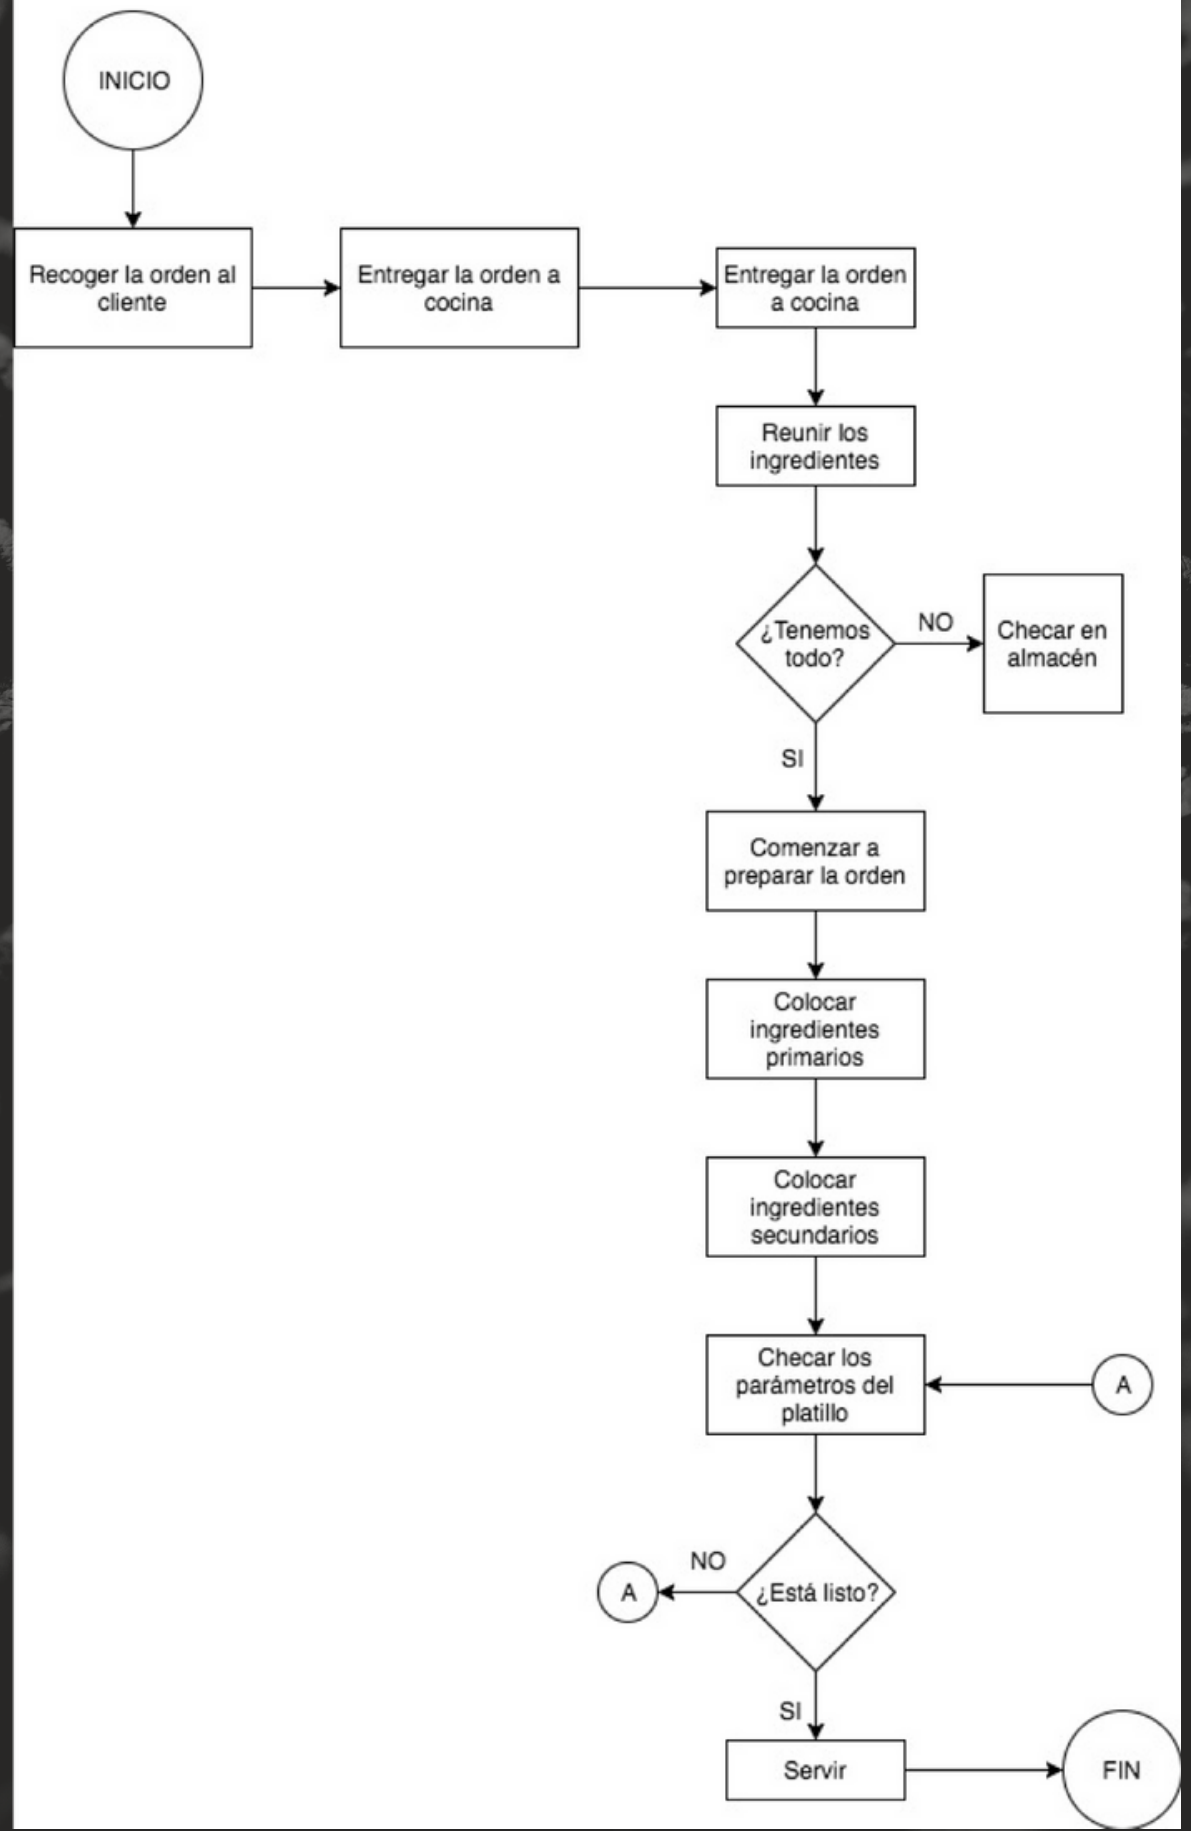 INICIO
Recoger la orden al
cliente
Entregar la orden a
cocina
Entregar la orden
a cocina
Reunir los
ingredientes
¿Tenemos
todo?
NO
Checar en
almacén
SI
Comenzar a
preparar la orden
Colocar
ingredientes
primarios
Colocar
ingredientes
secundarios
Checar los
parámetros del
platillo
A
NO
A
¿Está listo?
SI
Servir
FIN